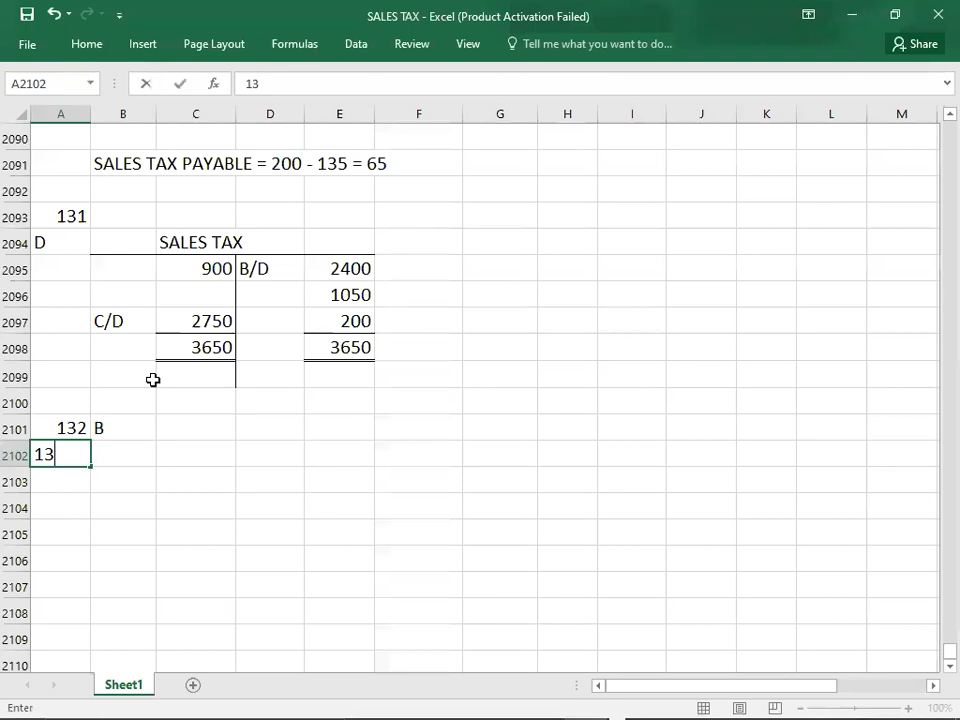 SALES TAX - Excel (Product Activation Failed)
File Home Insert Page Layout Formulas Data Review View Tell me what you want to do... Share
A2102 fx 13
A B C D E F G H I J K L M
2090
2091 SALES TAX PAYABLE = 200 - 135 = 65
2092
2093 131
2094 D SALES TAX
2095 900 B/D 2400
2096 1050
2097 C/D 2750 200
2098 3650 3650
2099
2100
2101 132 B
2102 13
2103
2104
2105
2106
2107
2108
2109
2110
Sheet1
Enter 100%